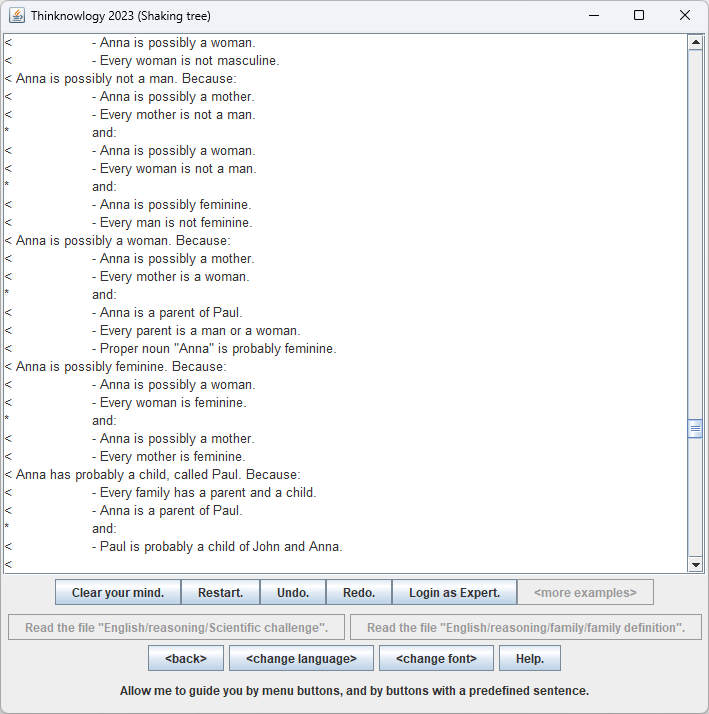 Thinknowlogy 2023 (Shaking tree)
< - Anna is possibly a woman.
< - Every woman is not masculine.
< Anna is possibly not a man. Because:
< - Anna is possibly a mother.
< - Every mother is not a man.
* and:
< - Anna is possibly a woman.
< - Every woman is not a man.
* and:
< - Anna is possibly feminine.
< - Every man is not feminine.
< Anna is possibly a woman. Because:
< - Anna is possibly a mother.
< - Every mother is a woman.
* and:
< - Anna is a parent of Paul.
< - Every parent is a man or a woman.
< - Proper noun "Anna" is probably feminine.
< Anna is possibly feminine. Because:
< - Anna is possibly a woman.
< - Every woman is feminine.
* and:
< - Anna is possibly a mother.
< - Every mother is feminine.
< Anna has probably a child, called Paul. Because:
< - Every family has a parent and a child.
< - Anna is a parent of Paul.
* and:
< - Paul is probably a child of John and Anna.
<
Clear your mind. Restart. Undo. Redo. Login as Expert. <more examples>
Read the file "English/reasoning/Scientific challenge". Read the file "English/reasoning/family/family definition".
<back> <change language> <change font> Help.
Allow me to guide you by menu buttons, and by buttons with a predefined sentence.